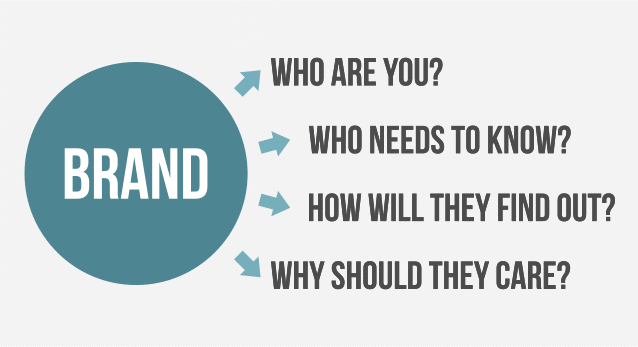 BRAND
WHO ARE YOU?
WHO NEEDS TO KNOW?
HOW WILL THEY FIND OUT?
WHY SHOULD THEY CARE?